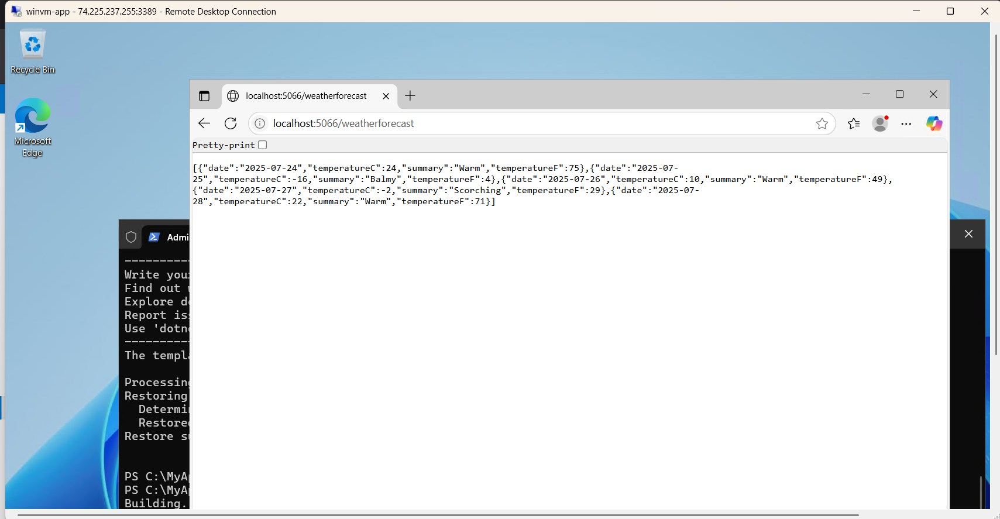 winvm-app - 74.225.237.255:3389 - Remote Desktop Connection
Recycle Bin
Microsoft
Edge
localhost:5066/weatherforecast
localhost:5066/weatherforecast
Pretty-print
[{"date":"2025-07-24","temperatureC":24,"summary":"Warm","temperatureF":75},{"date":"2025-07-
25","temperatureC":-16,"summary":"Balmy","temperatureF":4},{"date":"2025-07-26","temperatureC":10,"summary":"Warm","temperatureF":49},
{"date":"2025-07-27","temperatureC":-2,"summary":"Scorching","temperatureF":29},{"date":"2025-07-
28","temperatureC":22,"summary":"Warm","temperatureF":71}]
Admi
----------
Write you
Find out
Explore d
Report is
Use 'dotn
----------
The templ
Processing
Restoring
Determin
Restored
Restore s
PS C:\MyA
PS C:\MyA
Building.